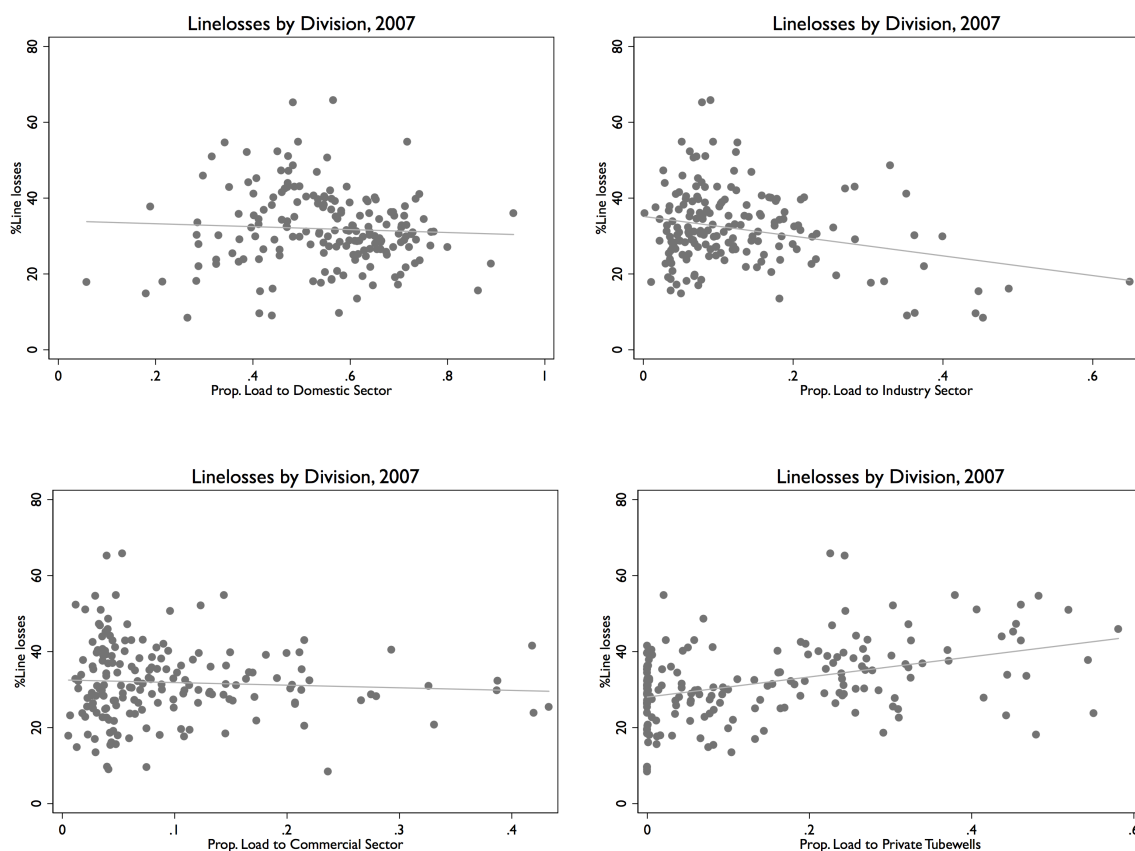 Linelosses by Division, 2007
%Line losses
80
60
40
20
0
0 .2 .4 .6 .8 1
Prop. Load to Domestic Sector
Linelosses by Division, 2007
%Line losses
80
60
40
20
0
0 .2 .4 .6
Prop. Load to Industry Sector
Linelosses by Division, 2007
%Line losses
80
60
40
20
0
0 .1 .2 .3 .4
Prop. Load to Commercial Sector
Linelosses by Division, 2007
%Line losses
80
60
40
20
0
0 .2 .4 .6
Prop. Load to Private Tubewells